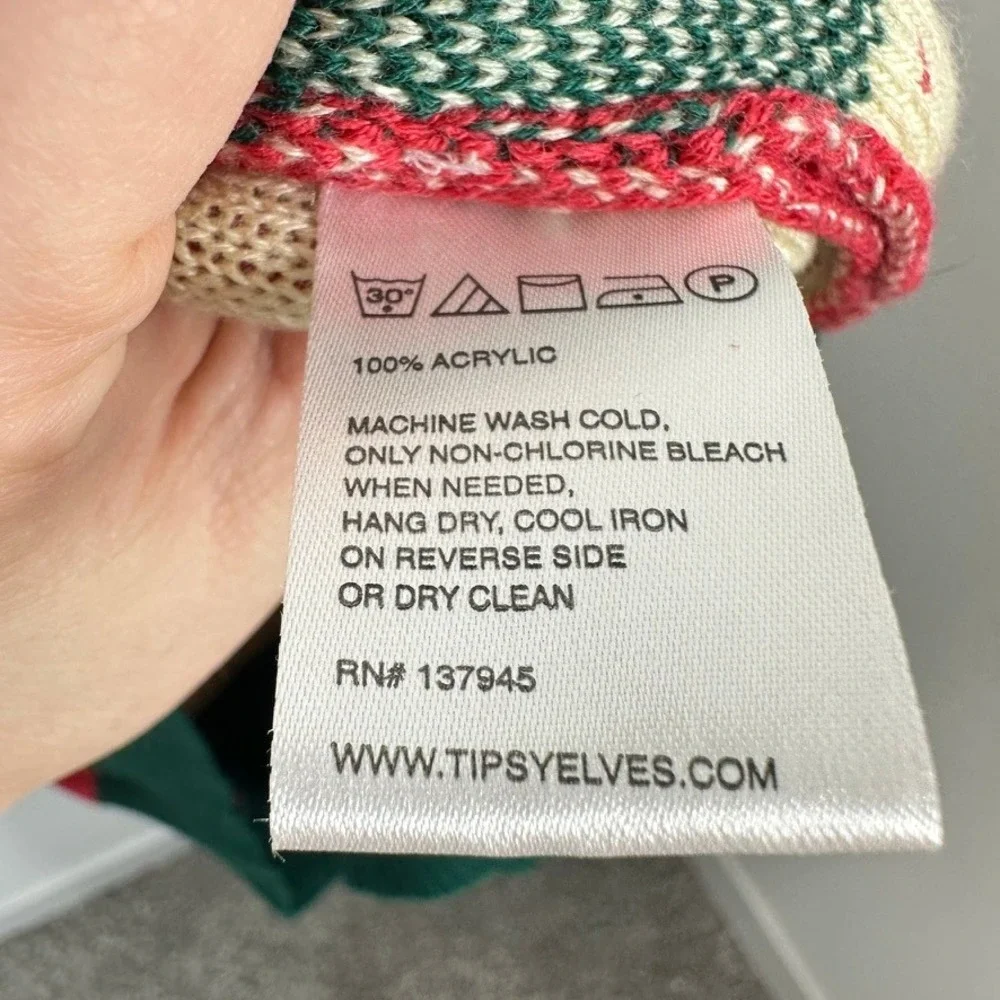 30° P
100% ACRYLIC
MACHINE WASH COLD,
ONLY NON-CHLORINE BLEACH
WHEN NEEDED,
HANG DRY, COOL IRON
ON REVERSE SIDE
OR DRY CLEAN
RN# 137945
WWW.TIPSYELVES.COM